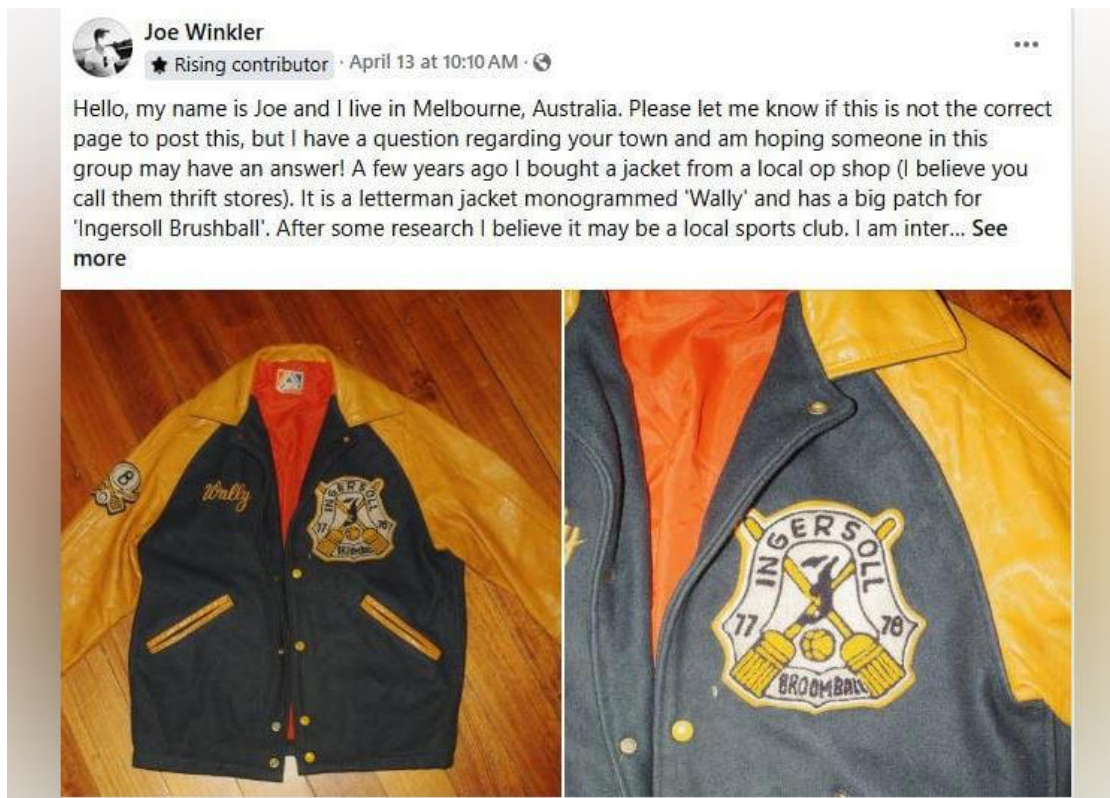 Joe Winkler
Rising contributor · April 13 at 10:10 AM ·
Hello, my name is Joe and I live in Melbourne, Australia. Please let me know if this is not the correct
page to post this, but I have a question regarding your town and am hoping someone in this
group may have an answer! A few years ago I bought a jacket from a local op shop (I believe you
call them thrift stores). It is a letterman jacket monogrammed 'Wally' and has a big patch for
'Ingersoll Brushball'. After some research I believe it may be a local sports club. I am inter... See
more
B
Wally
INGERSOLL
77 78
BROOMBALL
INGERSOLL
77 78
BROOMBALL